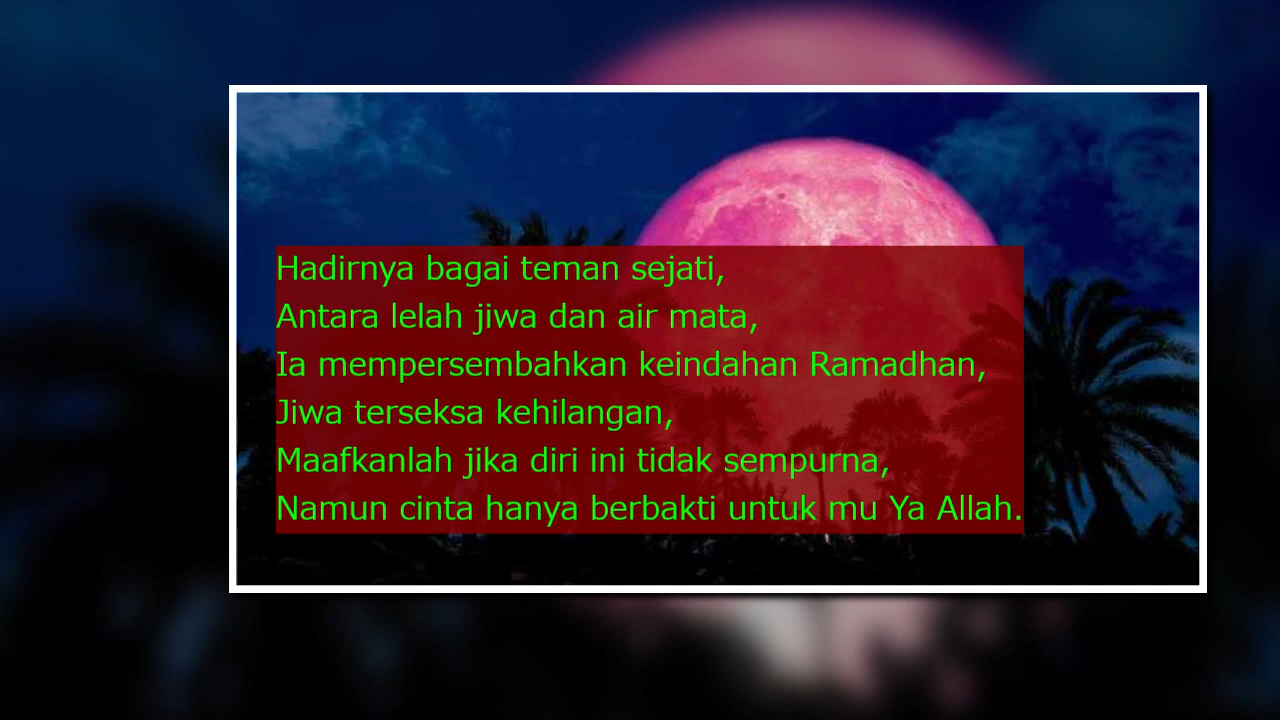 Hadirnya bagai teman sejati,
Antara lelah jiwa dan air mata,
Ia mempersembahkan keindahan Ramadhan,
Jiwa terseksa kehilangan,
Maafkanlah jika diri ini tidak sempurna,
Namun cinta hanya berbakti untuk mu Ya Allah.